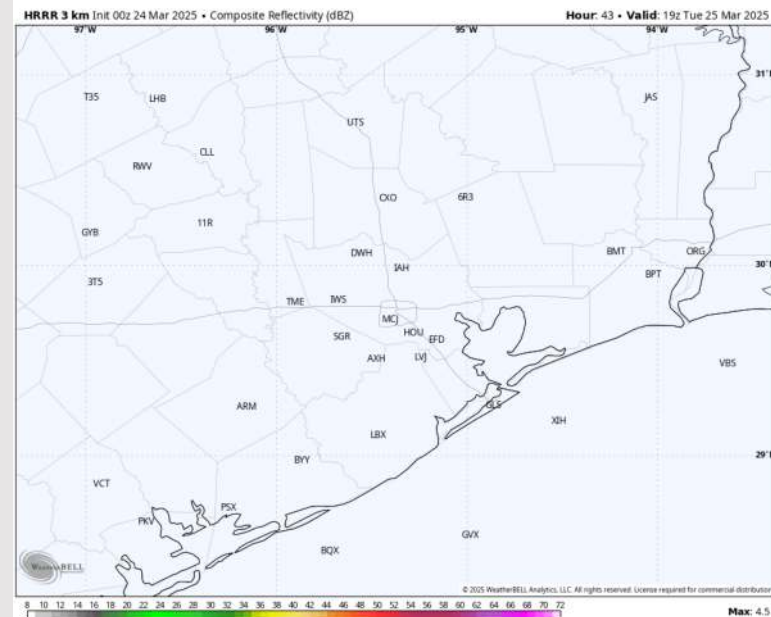 HRRR 3 km Init 00z 24 Mar 2025 • Composite Reflectivity (dBZ) Hour: 43 • Valid: 19z Tue 25 Mar 2025
97°W 96°W 95°W 94°W
31°
T35 LHB JAS
UTS
CLL
RWV
CXO 6R3
11R
GYB
DWH BMT ORG
IAH 30°
3T5 BPT
TME IWS
MCJ
SGR HOU EFD
AXH LVJ
VBS
ARM GLS
LBX XIH
BYY 29°
VCT
PSX
PKV
GVX
BQX
WeatherBELL
© 2025 WeatherBELL Analytics, LLC. All rights reserved. License required for commercial distribution
8 10 12 14 16 18 20 22 24 26 28 30 32 34 36 38 40 42 44 46 48 50 52 54 56 58 60 62 64 66 68 70 72
Max: 4.5